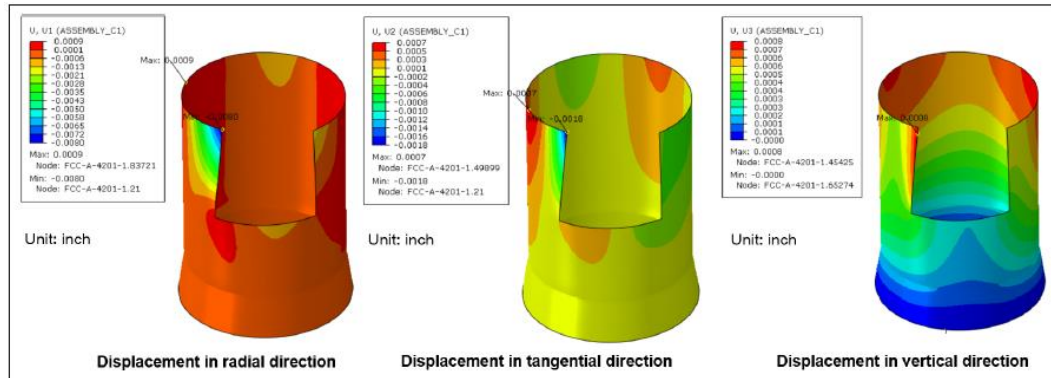 U, U1 (ASSEMBLY_C1)
0.0009
0.0001
-0.0006
-0.0013
-0.0021
-0.0028
-0.0035
-0.0043
-0.0050
-0.0058
-0.0065
-0.0072
-0.0080
Max: 0.0009
Node: FCC-A-4201-1.83721
Min: -0.0080
Node: FCC-A-4201-1.21
Max: 0.0009
Min: -0.0080
Unit: inch
Displacement in radial direction
U, U2 (ASSEMBLY_C1)
0.0007
0.0005
0.0003
0.0001
-0.0001
-0.0002
-0.0004
-0.0006
-0.0008
-0.0010
-0.0012
-0.0014
-0.0016
-0.0018
Max: 0.0007
Node: FCC-A-4201-1.49899
Min: -0.0018
Node: FCC-A-4201-1.21
Max: 0.0007
Min: -0.0018
Unit: inch
Displacement in tangential direction
U, U3 (ASSEMBLY_C1)
0.0008
0.0007
0.0006
0.0006
0.0005
0.0004
0.0004
0.0003
0.0003
0.0002
0.0001
0.0001
-0.0000
Max: 0.0008
Node: FCC-A-4201-1.45425
Min: -0.0000
Node: FCC-A-4201-1.65274
Max: 0.0008
Unit: inch
Displacement in vertical direction